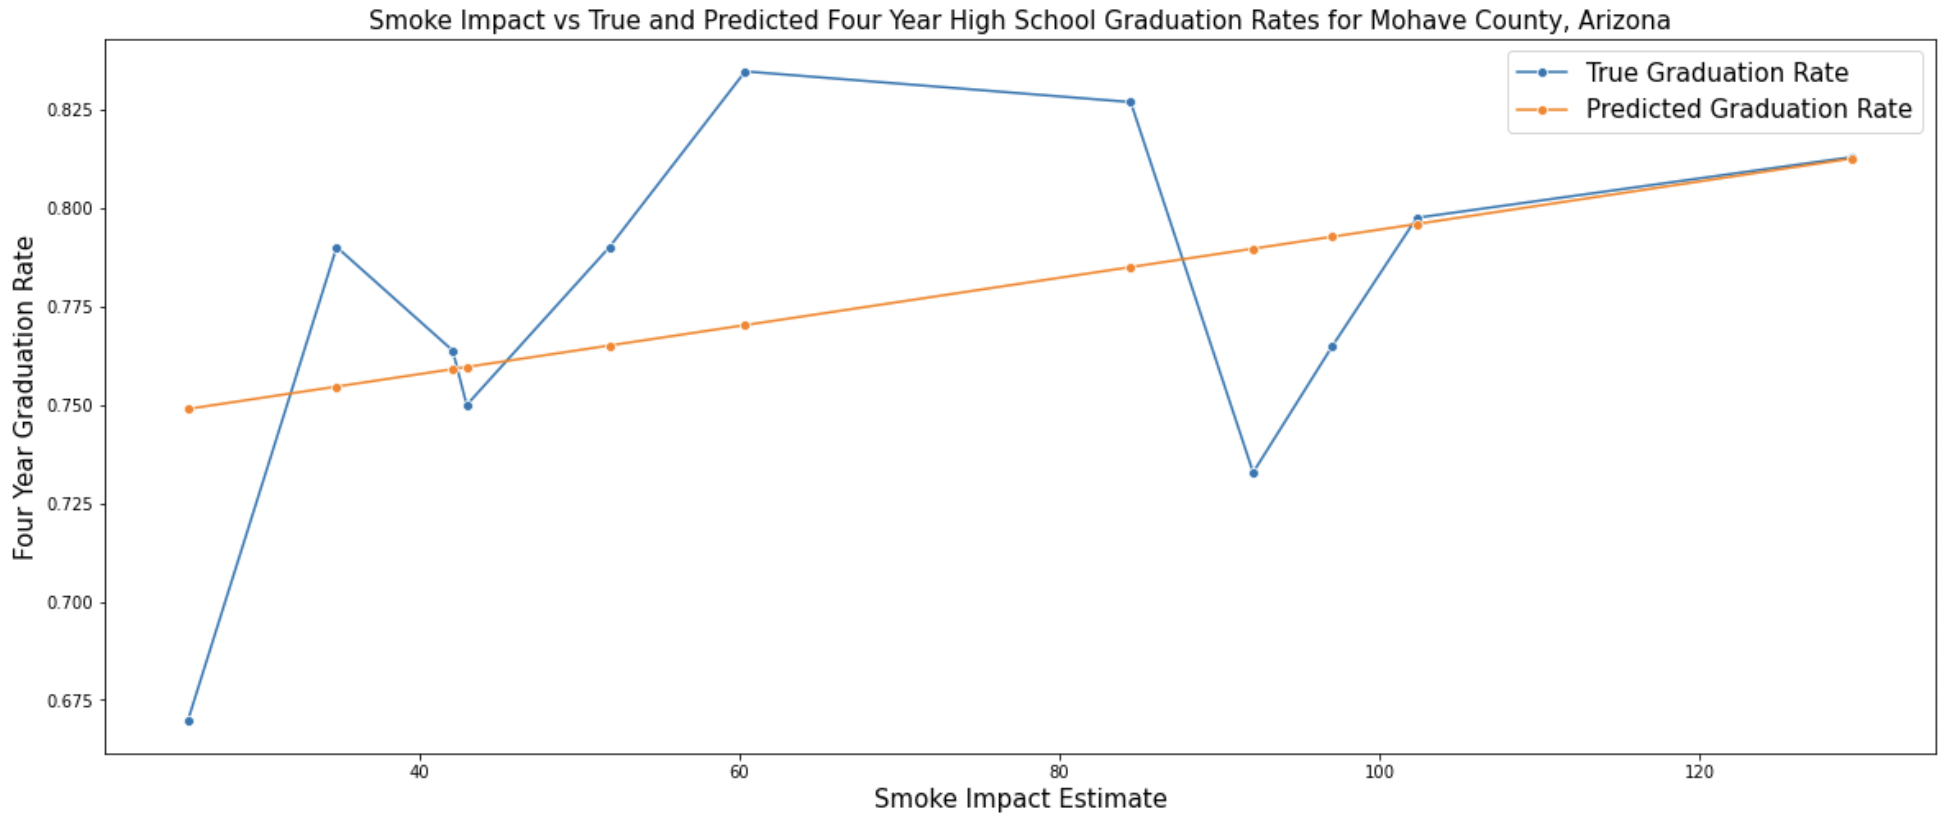 Smoke Impact vs True and Predicted Four Year High School Graduation Rates for Mohave County, Arizona
True Graduation Rate
Predicted Graduation Rate
Four Year Graduation Rate
0.825
0.800
0.775
0.750
0.725
0.700
0.675
40
60
80
100
120
Smoke Impact Estimate